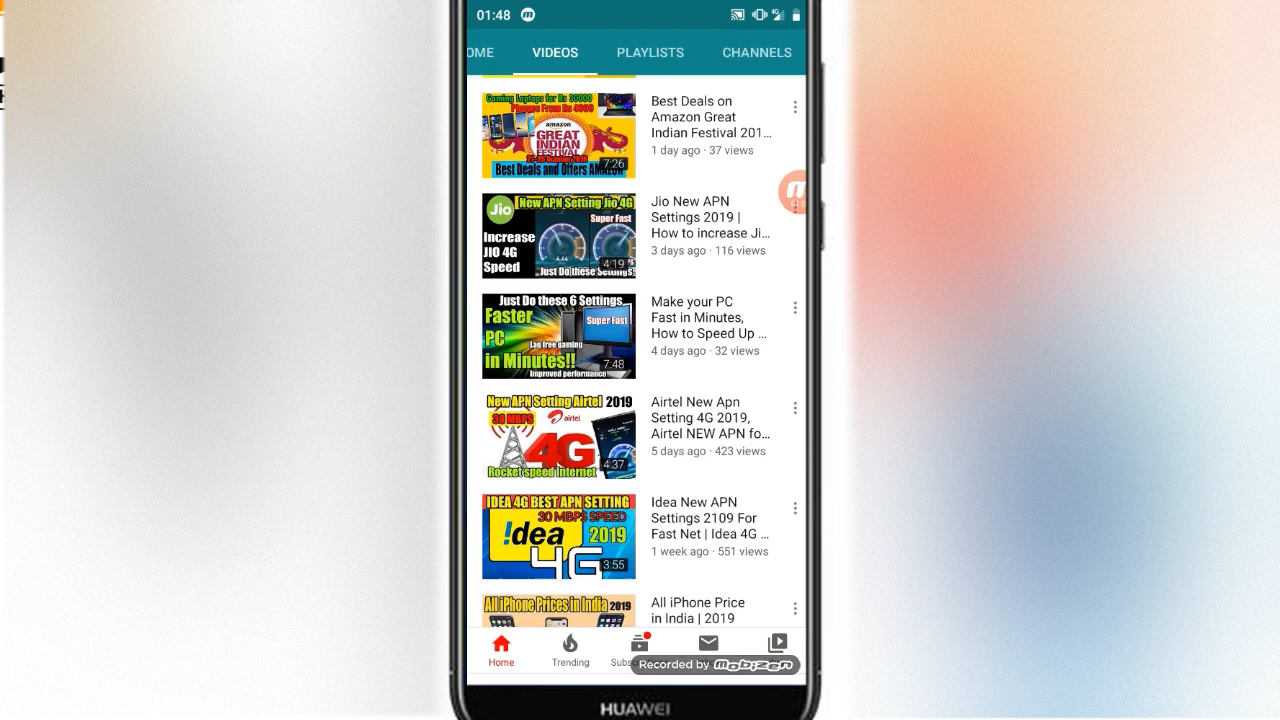 01:48
4G
OME VIDEOS PLAYLISTS CHANNELS
Gaming Laptops for Rs 30000
amazon
GREAT
INDIAN
FESTIVAL
7:26
Best Deals and Offers AMAZON
Best Deals on
Amazon Great
Indian Festival 201...
1 day ago · 37 views
Jio
New APN Setting Jio 4G
Super Fast
Increase
JIO 4G
Speed
4:19
Just Do these Settings
Jio New APN
Settings 2019 |
How to increase Ji...
3 days ago · 116 views
Just Do these 6 Settings
Faster
PC
in Minutes!!
Super Fast
Lag free gaming
7:48
Improved performance
Make your PC
Fast in Minutes,
How to Speed Up ...
4 days ago · 32 views
New APN Setting Airtel 2019
30 MBPS
airtel
4G
4:37
Rocket speed Internet
Airtel New Apn
Setting 4G 2019,
Airtel NEW APN fo...
5 days ago · 423 views
IDEA 4G BEST APN SETTING
30 MBPS SPEED
!dea
2019
4G
3:55
Idea New APN
Settings 2109 For
Fast Net | Idea 4G ...
1 week ago · 551 views
All iPhone Prices in India 2019
All iPhone Price
in India | 2019
Home Trending Subs
Recorded by mobizen
HUAWEI